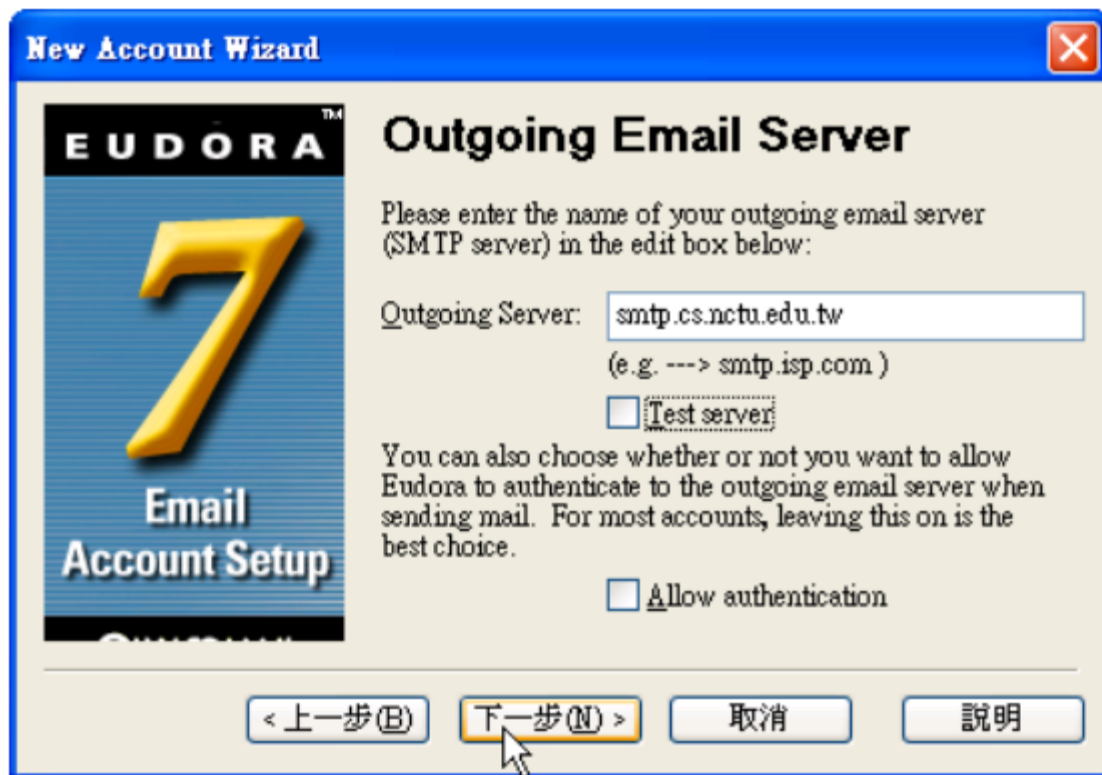 New Account Wizard
EUDORA™
7
Email
Account Setup
Outgoing Email Server
Please enter the name of your outgoing email server
(SMTP server) in the edit box below:
Outgoing Server: smtp.cs.nctu.edu.tw
(e.g. ---> smtp.isp.com )
Test server
You can also choose whether or not you want to allow
Eudora to authenticate to the outgoing email server when
sending mail.  For most accounts, leaving this on is the
best choice.
Allow authentication
< 上一步(B) 下一步(N) > 取消 說明